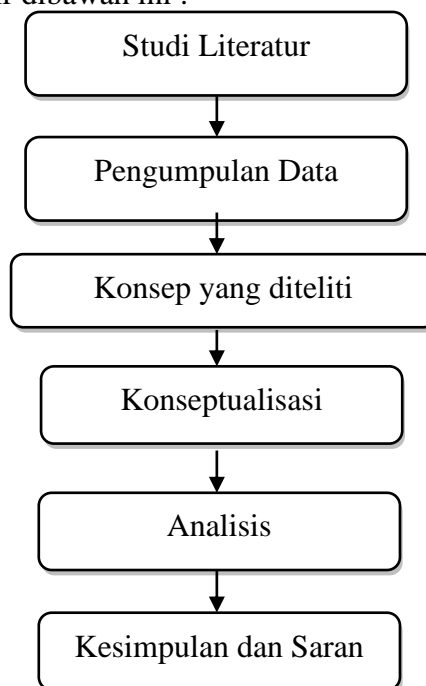 dibawah ini :
Studi Literatur
Pengumpulan Data
Konsep yang diteliti
Konseptualisasi
Analisis
Kesimpulan dan Saran